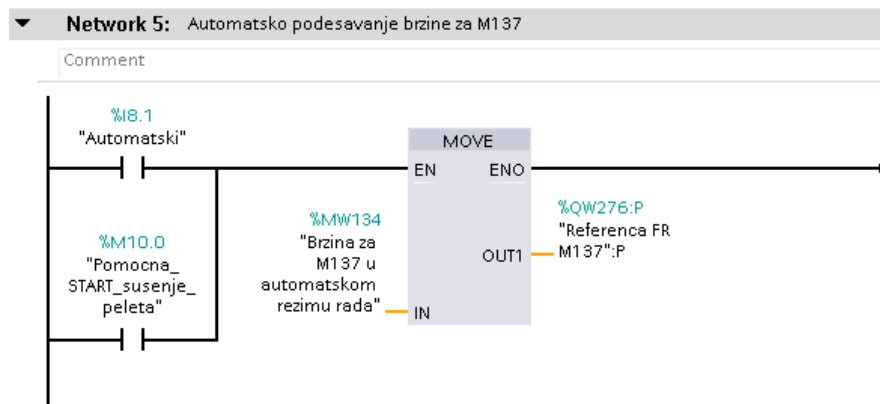 Network 5: Automatsko podesavanje brzine za M137
Comment
%I8.1
"Automatski"
MOVE
EN ENO
%MW134
"Brzina za
M137 u
automatskom
rezimu rada"
IN
%QW276:P
"Referenca FR
M137":P
OUT1
%M10.0
"Pomocna_
START_susenje_
peleta"